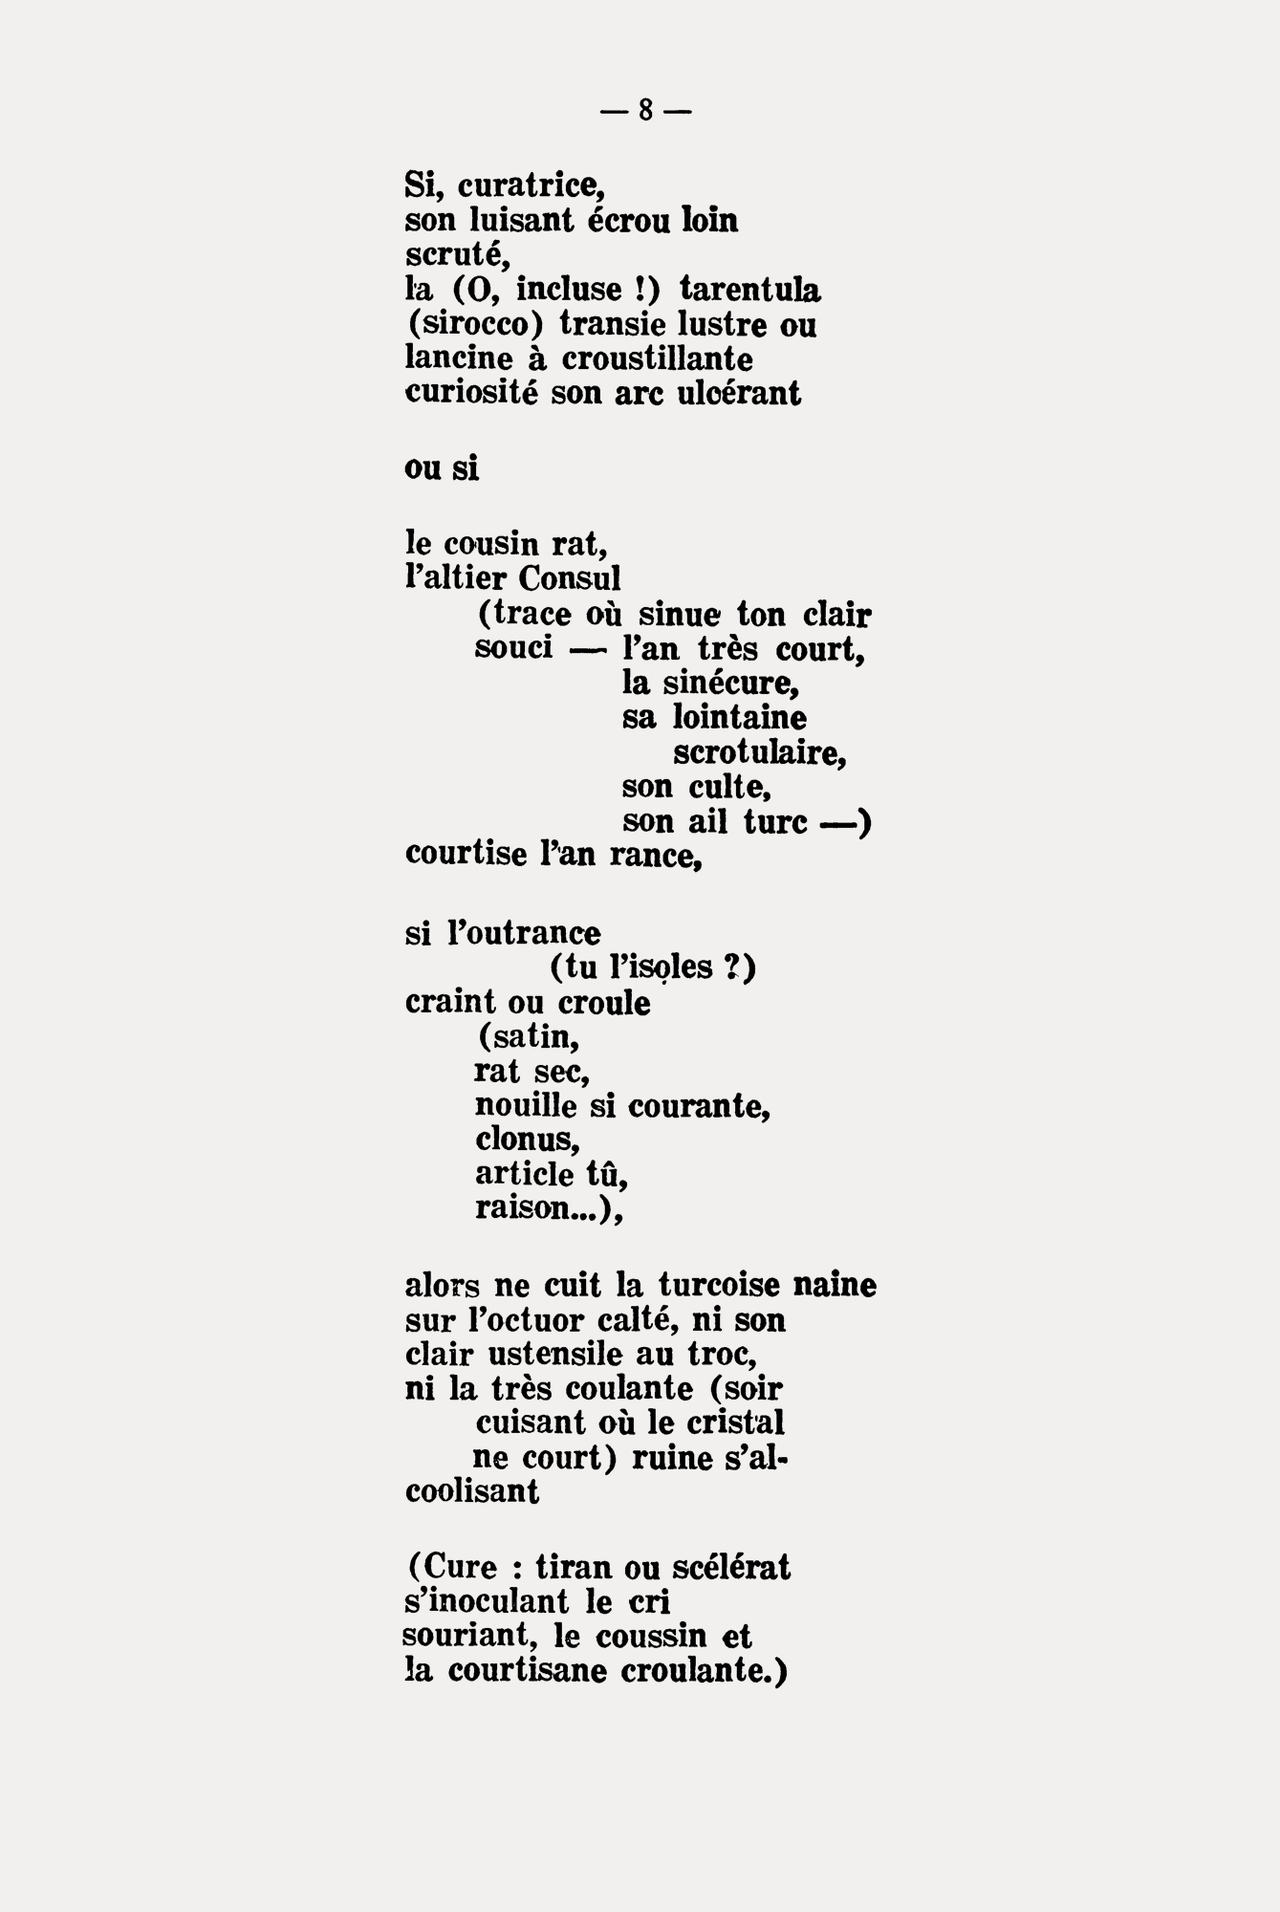 — 8 —
Si, curatrice,
son luisant écrou loin
scruté,
la (O, incluse !) tarentula
(sirocco) transie lustre ou
lancine à croustillante
curiosité son arc ulcérant
ou si
le cousin rat,
l'altier Consul
(trace où sinue ton clair
souci — l'an très court,
la sinécure,
sa lointaine
scrotulaire,
son culte,
son ail turc —)
courtise l'an rance,
si l'outrance
(tu l'isoles ?)
craint ou croule
(satin,
rat sec,
nouille si courante,
clonus,
article tû,
raison...),
alors ne cuit la turcoise naine
sur l'octuor calté, ni son
clair ustensile au troc,
ni la très coulante (soir
cuisant où le cristal
ne court) ruine s'al-
coolisant
(Cure : tiran ou scélérat
s'inoculant le cri
souriant, le coussin et
la courtisane croulante.)